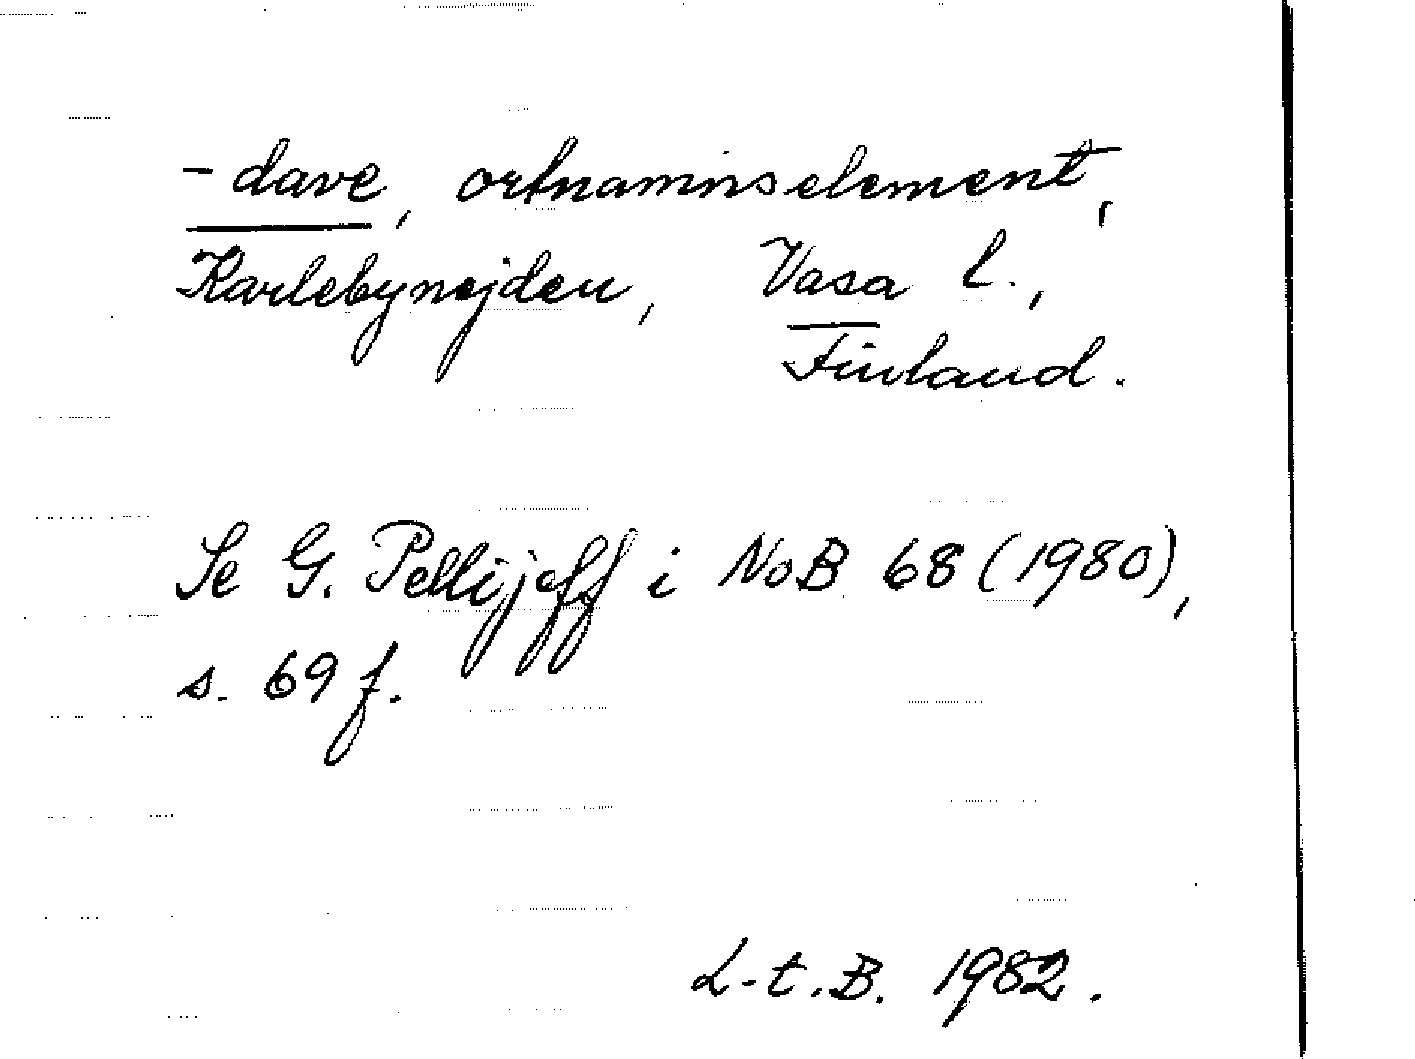 -dave, ortnamnselement,
Karlebynejden, Vasa l.,
Finland.
Se G. Pellijeff i NoB 68 (1980),
s. 69 f.
L-t.B. 1982.